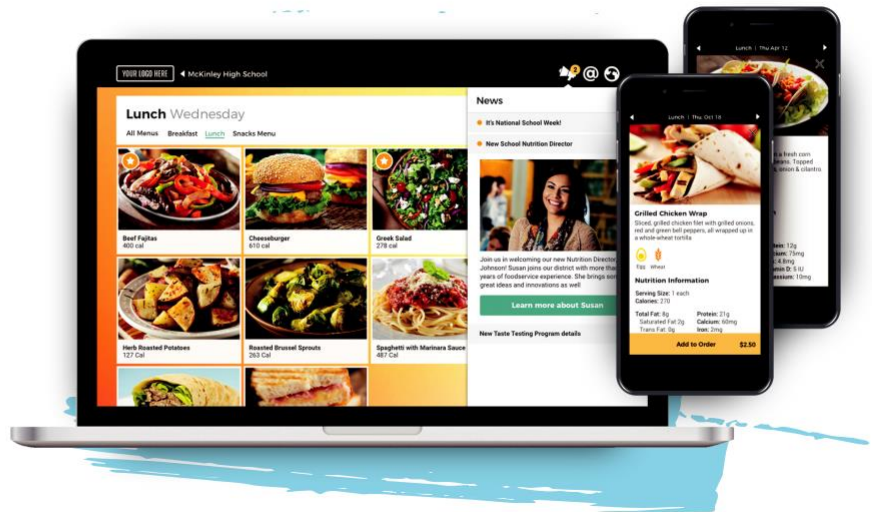 YOUR LOGO HERE
McKinley High School
2
Lunch Wednesday
All Menus Breakfast Lunch Snacks Menu
Beef Fajitas
400 cal
Cheeseburger
610 cal
Greek Salad
278 cal
Herb Roasted Potatoes
127 Cal
Roasted Brussel Sprouts
263 Cal
Spaghetti with Marinara Sauce
487 Cal
News
It's National School Week!
New School Nutrition Director
Join us in welcoming our new Nutrition Director,
Johnson! Susan joins our district with more than
years of foodservice experience. She brings
great ideas and innovations as well
Learn more about Susan
New Taste Testing Program details
Lunch | Thu, Oct 18
Grilled Chicken Wrap
Sliced, grilled chicken filet with grilled onions,
red and green bell peppers, all wrapped up in
a whole-wheat tortilla
Egg Wheat
Nutrition Information
Serving Size: 1 each
Calories: 270
Total Fat: 8g Protein: 21g
Saturated Fat 2g Calcium: 60mg
Trans Fat: 0g Iron: 2mg
Add to Order $2.50
Lunch | Thu Apr 12
a fresh corn
Topped
onion & cilantro
12g
75mg
4.8mg
D: 5 IU
10mg